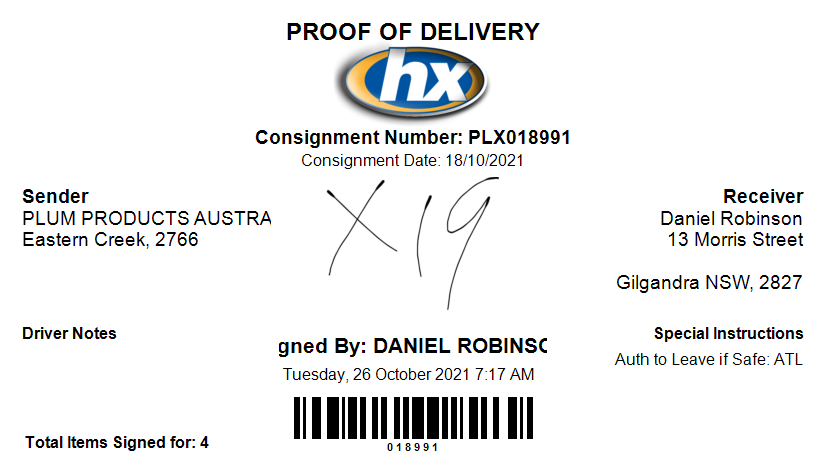 PROOF OF DELIVERY
hx
Consignment Number: PLX018991
Consignment Date: 18/10/2021
Sender
PLUM PRODUCTS AUSTRA
Eastern Creek, 2766
X19
Receiver
Daniel Robinson
13 Morris Street
Gilgandra NSW, 2827
Driver Notes
gned By: DANIEL ROBINSO
Tuesday, 26 October 2021 7:17 AM
Special Instructions
Auth to Leave if Safe: ATL
Total Items Signed for: 4
018991